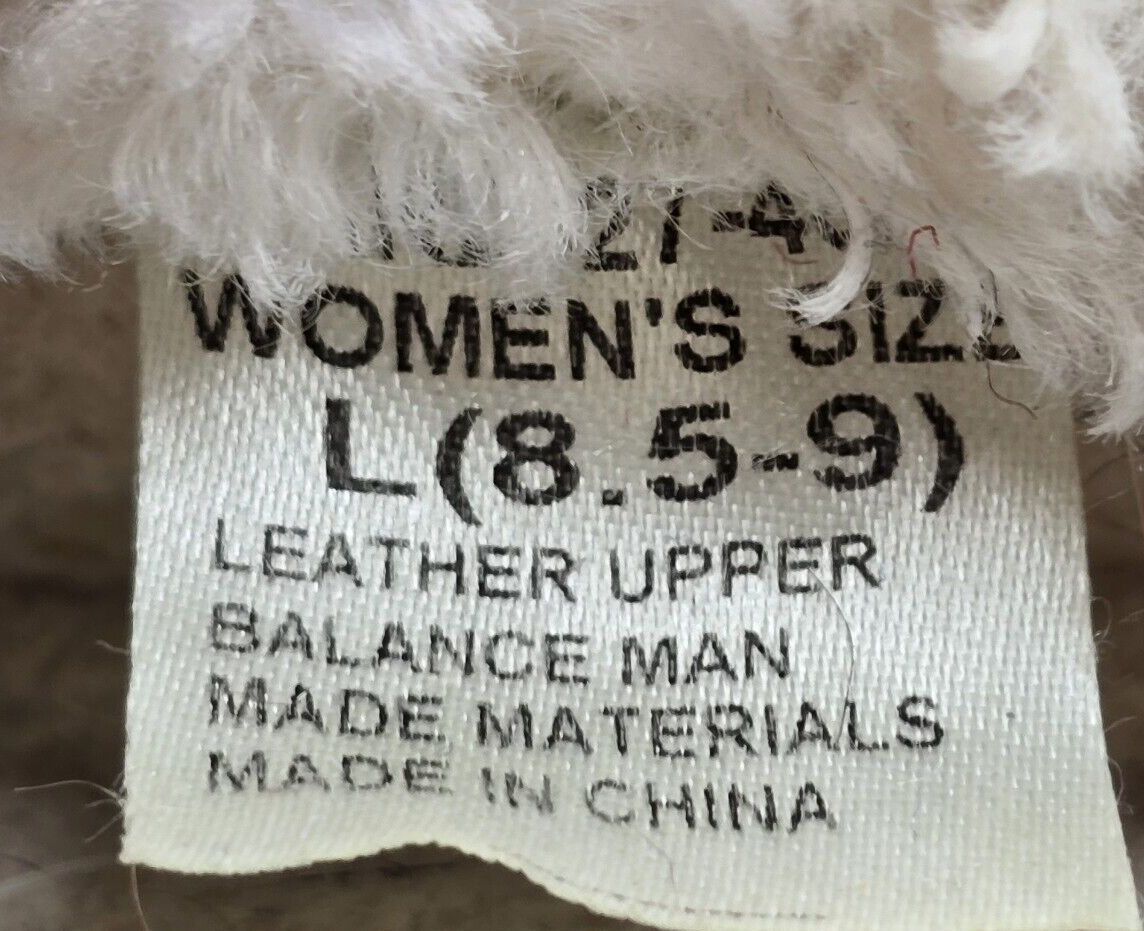 WOMEN'S SIZE
L(8.5-9)
LEATHER UPPER
BALANCE MAN
MADE MATERIALS
MADE IN CHINA